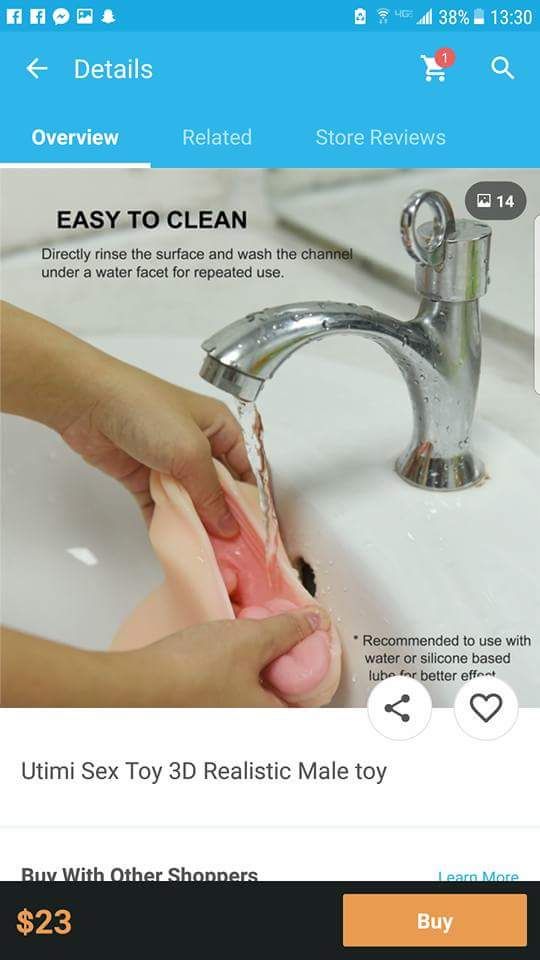 4G 38% 13:30
Details 1
Overview Related Store Reviews
14
EASY TO CLEAN
Directly rinse the surface and wash the channel
under a water facet for repeated use.
* Recommended to use with
water or silicone based
lube for better effect
Utimi Sex Toy 3D Realistic Male toy
Buy With Other Shoppers Learn More
$23 Buy